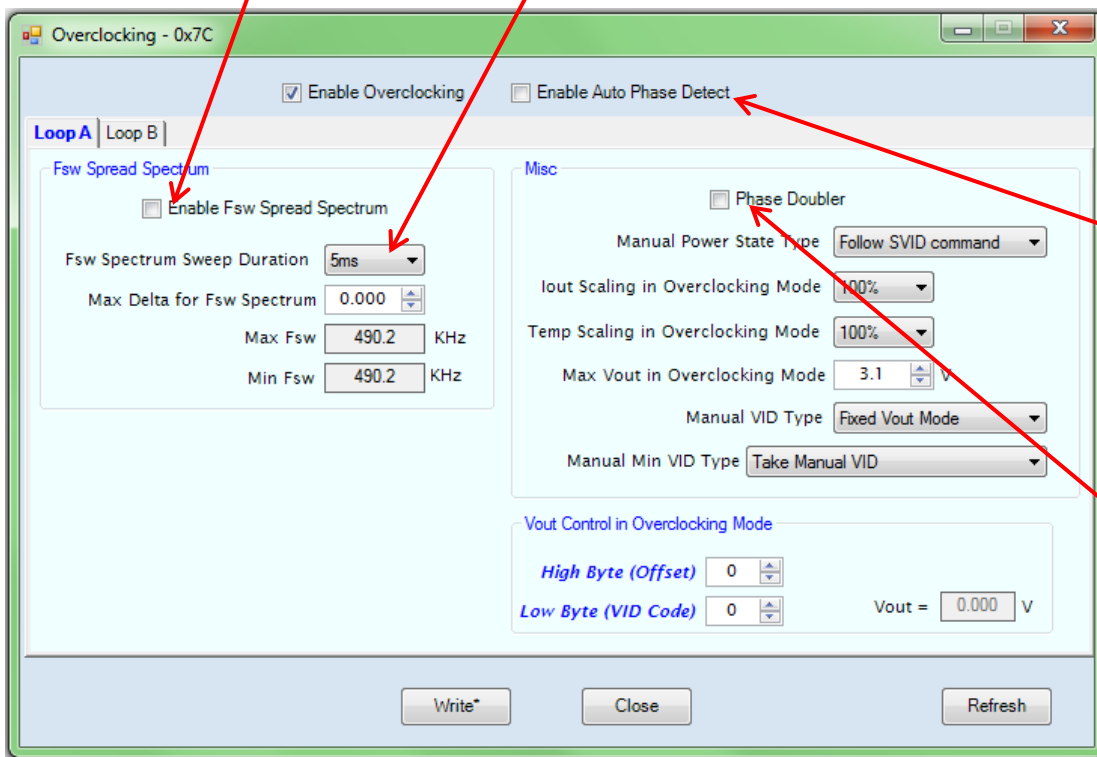 Overclocking - 0x7C
Enable Overclocking Enable Auto Phase Detect
Loop A Loop B
Fsw Spread Spectrum
Enable Fsw Spread Spectrum
Fsw Spectrum Sweep Duration 5ms
Max Delta for Fsw Spectrum 0.000
Max Fsw 490.2 KHz
Min Fsw 490.2 KHz
Misc
Phase Doubler
Manual Power State Type Follow SVID command
Iout Scaling in Overclocking Mode 100%
Temp Scaling in Overclocking Mode 100%
Max Vout in Overclocking Mode 3.1 V
Manual VID Type Fixed Vout Mode
Manual Min VID Type Take Manual VID
Vout Control in Overclocking Mode
High Byte (Offset) 0
Low Byte (VID Code) 0 Vout = 0.000 V
Write* Close Refresh